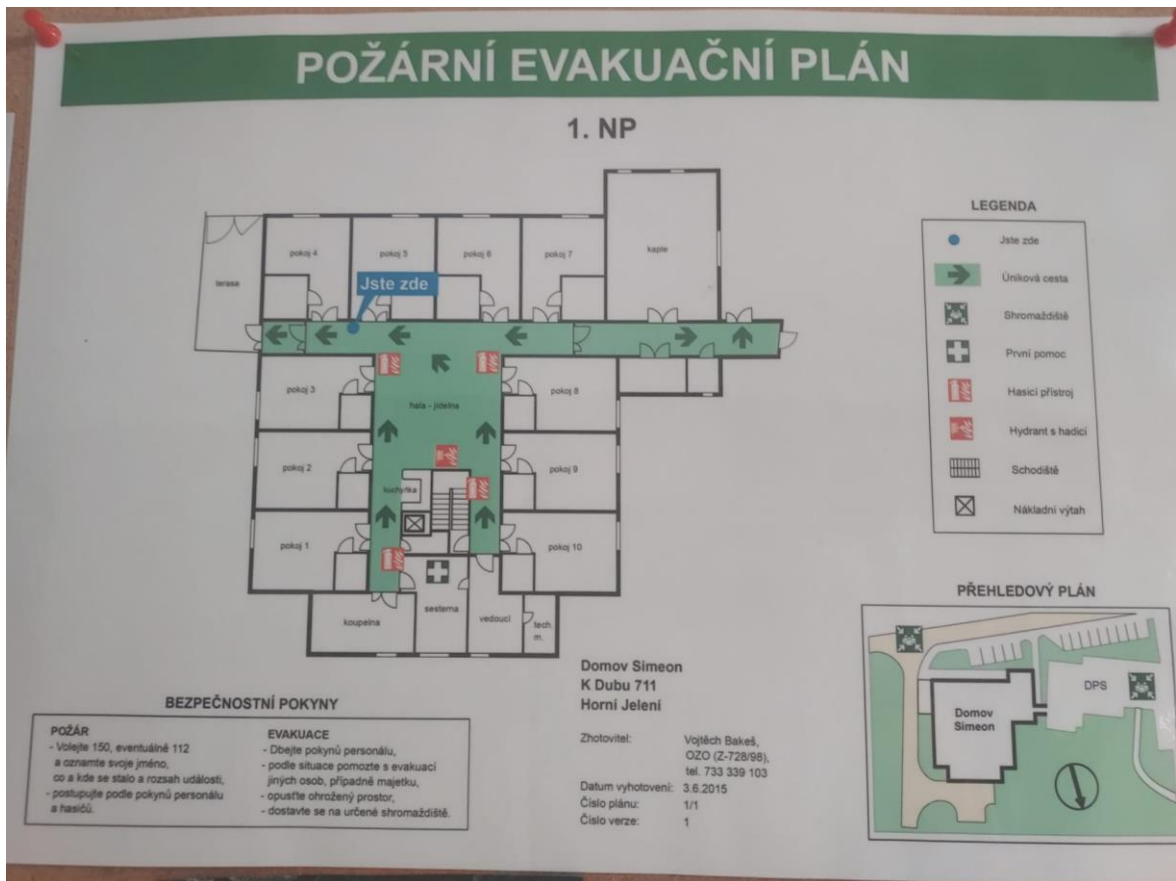 POŽÁRNÍ EVAKUAČNÍ PLÁN
1. NP
pokoj 4
pokoj 5
pokoj 6
pokoj 7
kaple
terasa
Jste zde
pokoj 3
hala - jídelna
pokoj 8
pokoj 2
kuchyňka
pokoj 9
pokoj 1
pokoj 10
koupelna
sesterna
vedoucí
tech.
m.
LEGENDA
Jste zde
Úniková cesta
Shromaždiště
První pomoc
Hasicí přístroj
Hydrant s hadicí
Schodiště
Nákladní výtah
PŘEHLEDOVÝ PLÁN
Domov
Simeon
DPS
BEZPEČNOSTNÍ POKYNY
POŽÁR
- Volejte 150, eventuálně 112
a oznamte svoje jméno,
co a kde se stalo a rozsah události,
- postupujte podle pokynů personálu
a hasičů.
EVAKUACE
- Dbejte pokynů personálu,
- podle situace pomozte s evakuací
jiných osob, případně majetku,
- opusťte ohrožený prostor,
- dostavte se na určené shromaždiště.
Domov Simeon
K Dubu 711
Horní Jelení
Zhotovitel: Vojtěch Bakeš,
OZO (Z-728/98),
tel. 733 339 103
Datum vyhotovení: 3.6.2015
Číslo plánu: 1/1
Číslo verze: 1